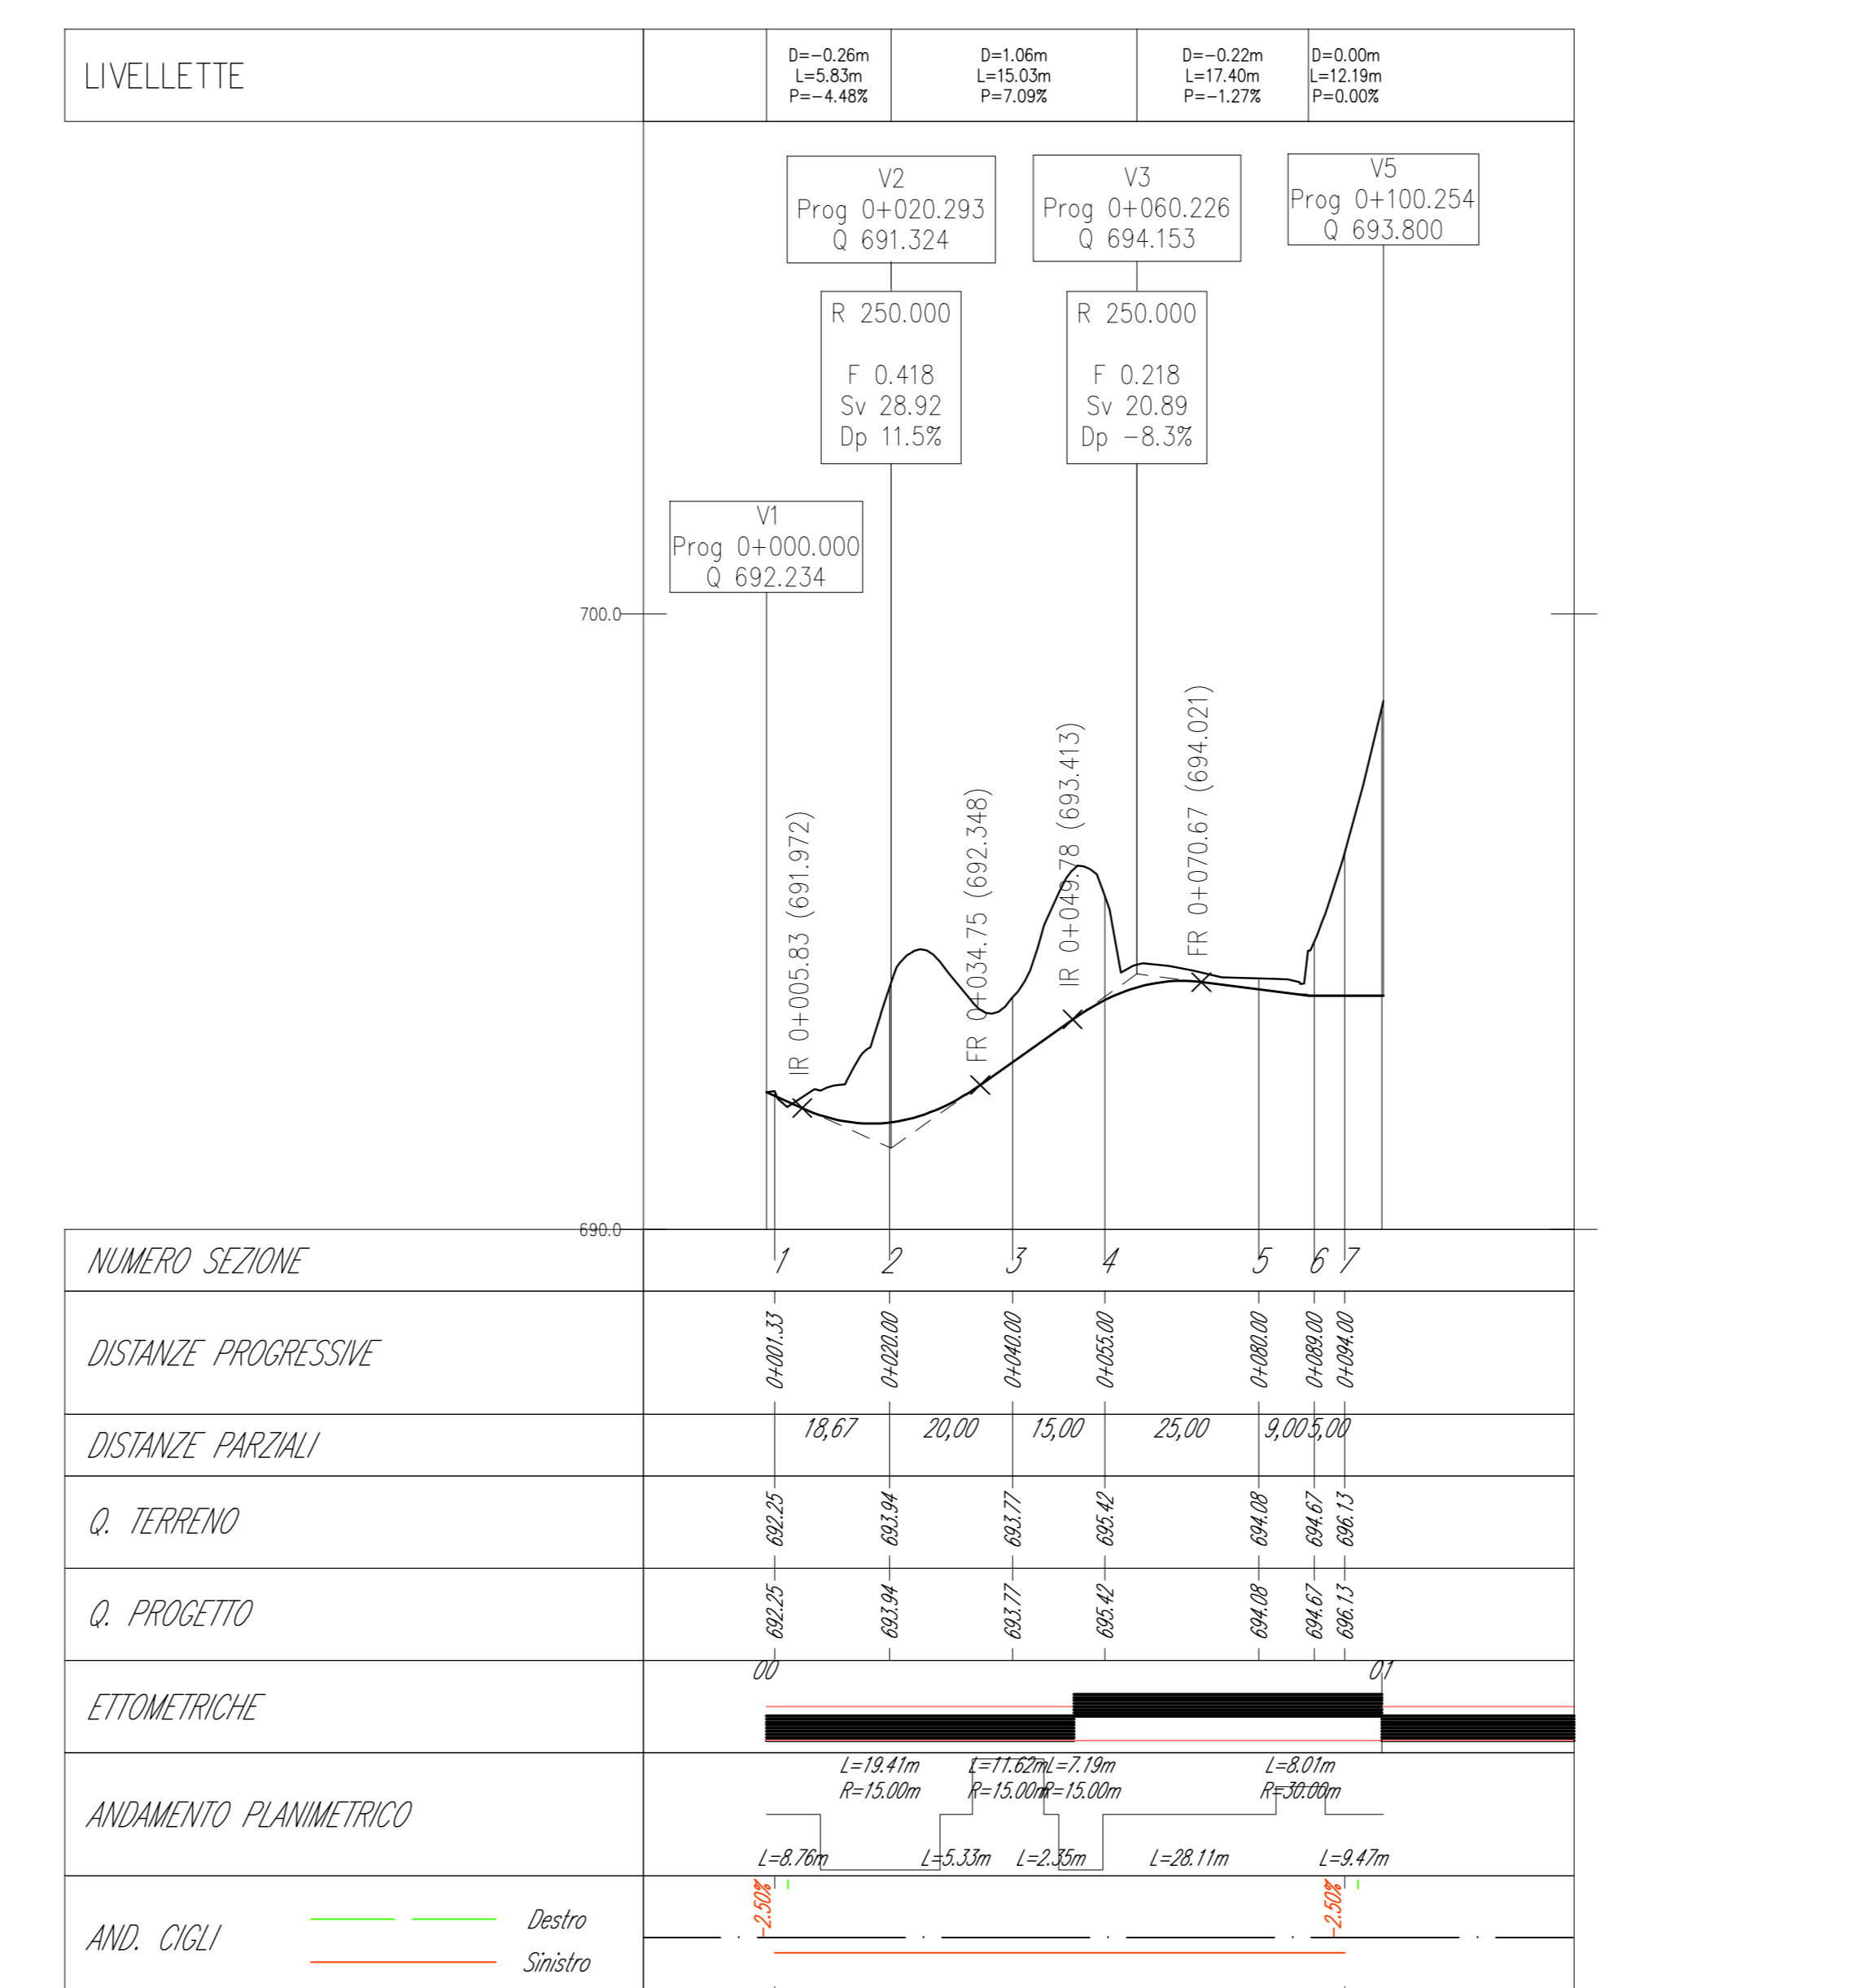 LIVELLETTE
D=-0.26m
L=5.83m
P=-4.48%
D=1.06m
L=15.03m
P=7.09%
D=-0.22m
L=17.40m
P=-1.27%
D=0.00m
L=12.19m
P=0.00%
V2
Prog 0+020.293
Q 691.324
V3
Prog 0+060.226
Q 694.153
V5
Prog 0+100.254
Q 693.800
R 250.000
F 0.418
Sv 28.92
Dp 11.5%
R 250.000
F 0.218
Sv 20.89
Dp -8.3%
V1
Prog 0+000.000
Q 692.234
700.0
IR 0+005.83 (691.972)
FR 0+034.75 (692.348)
IR 0+049.78 (693.413)
FR 0+070.67 (694.021)
690.0
NUMERO SEZIONE 1 2 3 4 5 6 7
DISTANZE PROGRESSIVE 0+001.33 0+020.00 0+040.00 0+055.00 0+080.00 0+089.00 0+094.00
DISTANZE PARZIALI 18,67 20,00 15,00 25,00 9,00 5,00
Q. TERRENO 692.25 693.94 693.77 695.42 694.08 694.67 696.13
Q. PROGETTO 692.25 693.94 693.77 695.42 694.08 694.67 696.13
ETTOMETRICHE 00 01
ANDAMENTO PLANIMETRICO
L=19.41m L=11.62m L=7.19m L=8.01m
R=15.00m R=15.00m R=15.00m R=30.00m
L=8.76m L=5.33m L=2.35m L=28.11m L=9.47m
AND. CIGLI
Destro
Sinistro
-2.50% -2.50%